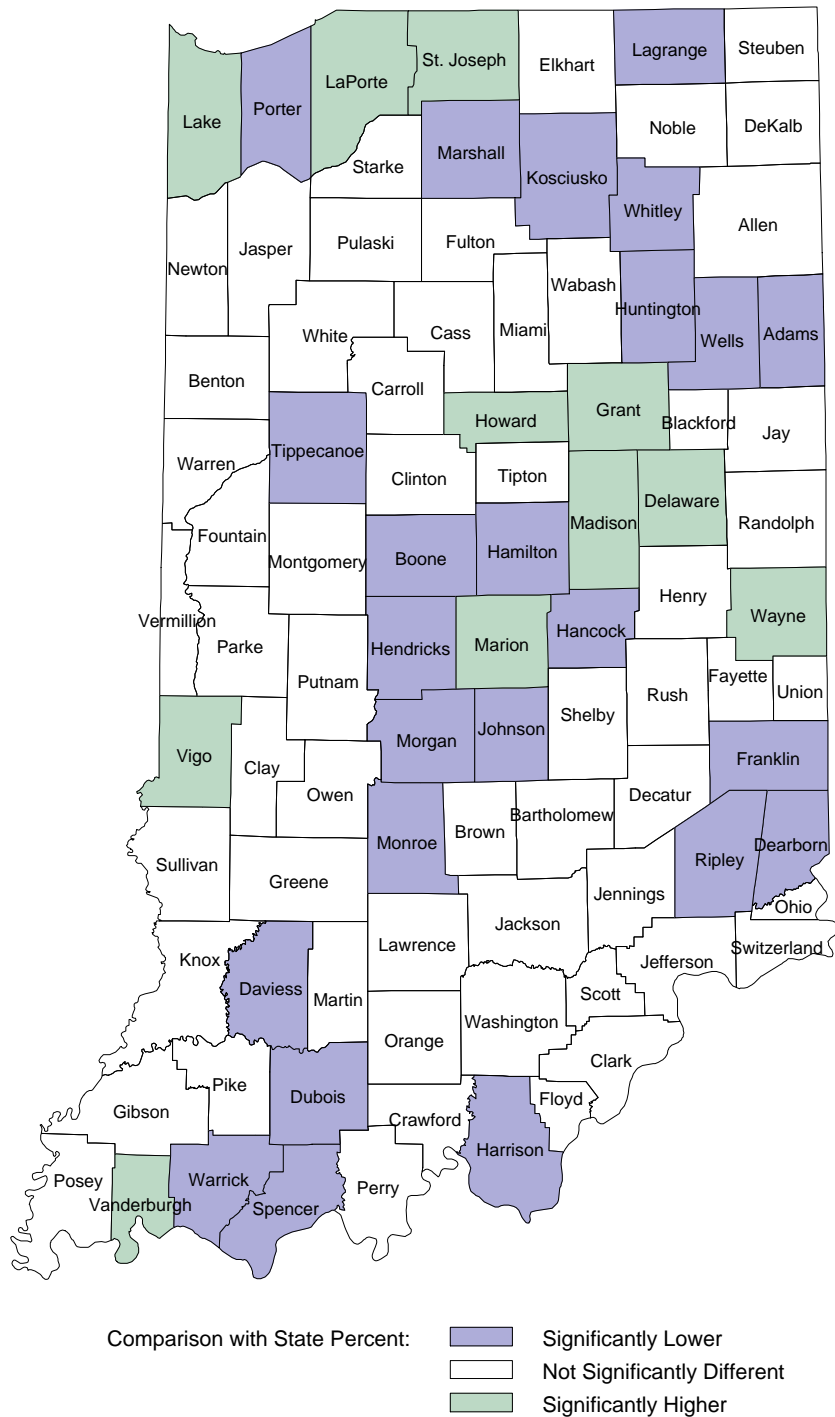 Steuben
Lagrange
St. Joseph
Elkhart
LaPorte
Porter
Lake
Noble
DeKalb
Marshall
Starke
Kosciusko
Whitley
Allen
Jasper
Pulaski
Fulton
Newton
Wabash
Huntington
White
Cass
Miami
Wells
Adams
Benton
Carroll
Grant
Howard
Blackford
Jay
Tippecanoe
Warren
Clinton
Tipton
Delaware
Madison
Randolph
Fountain
Montgomery
Boone
Hamilton
Henry
Wayne
Vermillion
Parke
Hendricks
Marion
Hancock
Putnam
Fayette
Union
Rush
Shelby
Johnson
Morgan
Vigo
Clay
Franklin
Owen
Decatur
Bartholomew
Brown
Monroe
Dearborn
Ripley
Sullivan
Greene
Jennings
Ohio
Jackson
Lawrence
Switzerland
Knox
Jefferson
Daviess
Martin
Scott
Washington
Orange
Clark
Pike
Dubois
Floyd
Gibson
Crawford
Harrison
Posey
Warrick
Perry
Vanderburgh
Spencer
Comparison with State Percent:
Significantly Lower
Not Significantly Different
Significantly Higher